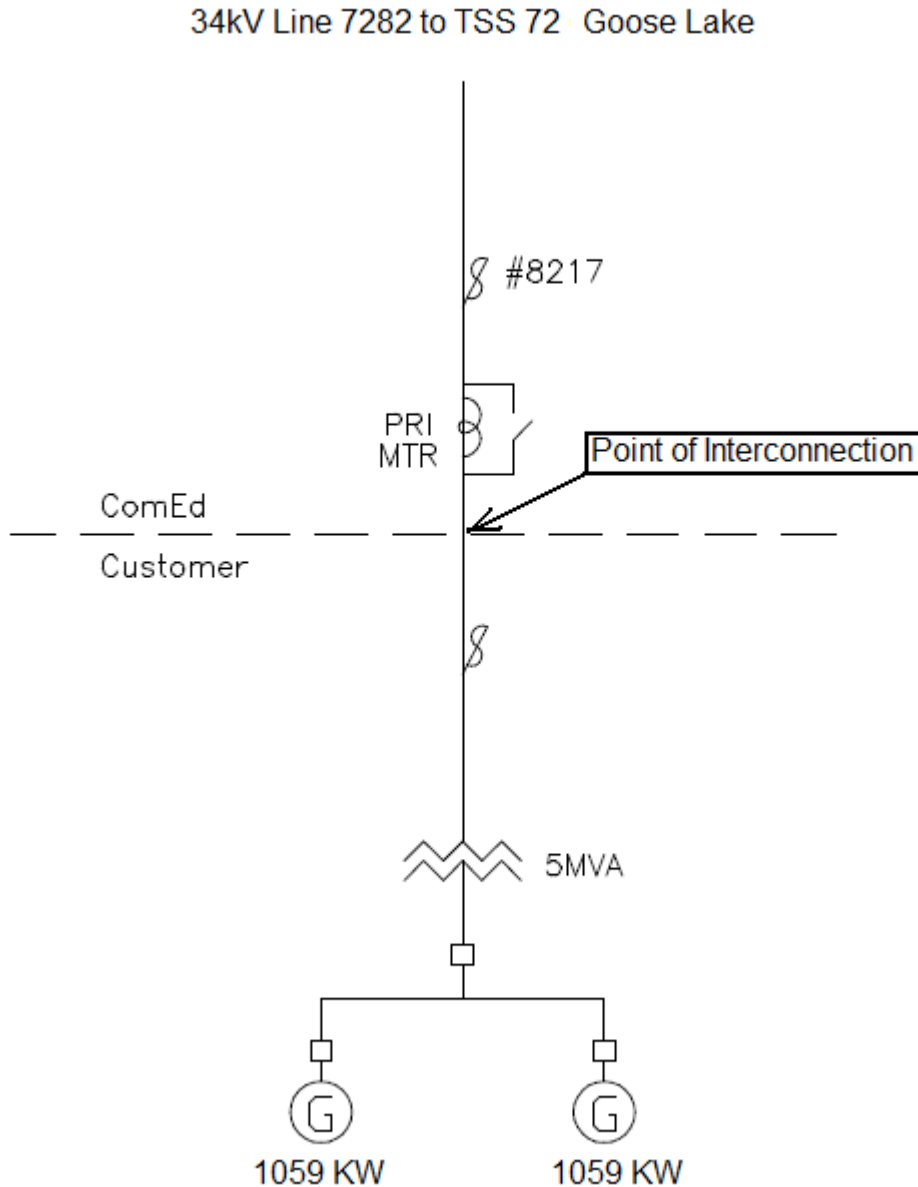 34kV Line 7282 to TSS 72 Goose Lake
#8217
PRI
MTR
Point of Interconnection
ComEd
Customer
5MVA
G
G
1059 KW
1059 KW